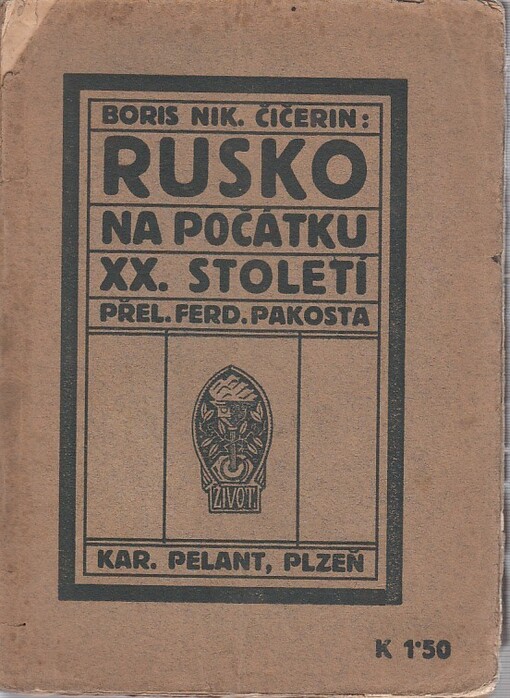 BORIS NIK. ČIČERIN:
RUSKO
NA POČÁTKU
XX. STOLETÍ
PŘEL. FERD. PAKOSTA
ŽIVOT.
KAR. PELANT, PLZEŇ
K 1·50